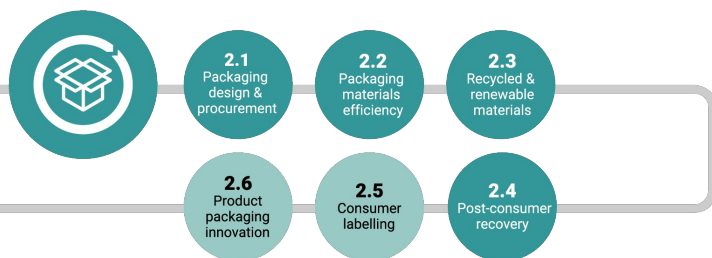 2.1
Packaging
design &
procurement
2.2
Packaging
materials
efficiency
2.3
Recycled &
renewable
materials
2.4
Post-consumer
recovery
2.5
Consumer
labelling
2.6
Product
packaging
innovation